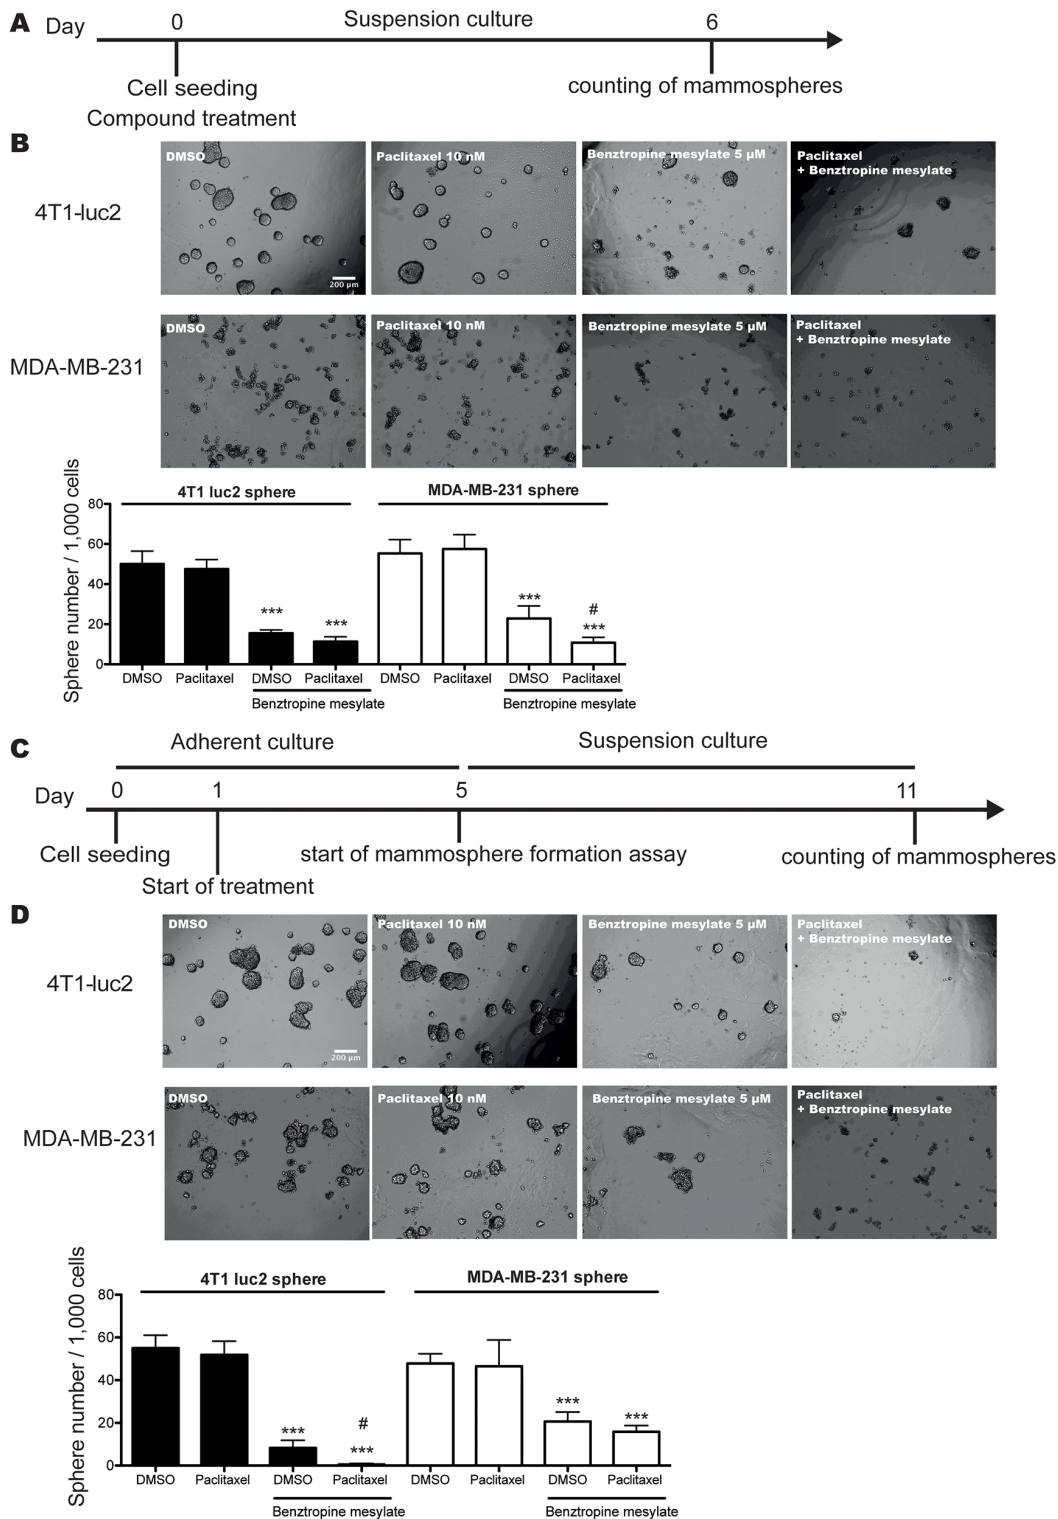 A
Day
0
Suspension culture
6
Cell seeding
Compound treatment
counting of mammospheres
B
4T1-luc2
DMSO
200 µm
Paclitaxel 10 nM
Benztropine mesylate 5 µM
Paclitaxel
+ Benztropine mesylate
MDA-MB-231
DMSO
Paclitaxel 10 nM
Benztropine mesylate 5 µM
Paclitaxel
+ Benztropine mesylate
Sphere number / 1,000 cells
80
60
40
20
0
4T1 luc2 sphere
MDA-MB-231 sphere
***
***
***
#
***
DMSO
Paclitaxel
DMSO
Paclitaxel
DMSO
Paclitaxel
DMSO
Paclitaxel
Benztropine mesylate
Benztropine mesylate
C
Adherent culture
Suspension culture
Day
0
1
5
11
Cell seeding
Start of treatment
start of mammosphere formation assay
counting of mammospheres
D
4T1-luc2
DMSO
200 µm
Paclitaxel 10 nM
Benztropine mesylate 5 µM
Paclitaxel
+ Benztropine mesylate
MDA-MB-231
DMSO
Paclitaxel 10 nM
Benztropine mesylate 5 µM
Paclitaxel
+ Benztropine mesylate
Sphere number / 1,000 cells
80
60
40
20
0
4T1 luc2 sphere
MDA-MB-231 sphere
***
#
***
***
***
DMSO
Paclitaxel
DMSO
Paclitaxel
DMSO
Paclitaxel
DMSO
Paclitaxel
Benztropine mesylate
Benztropine mesylate